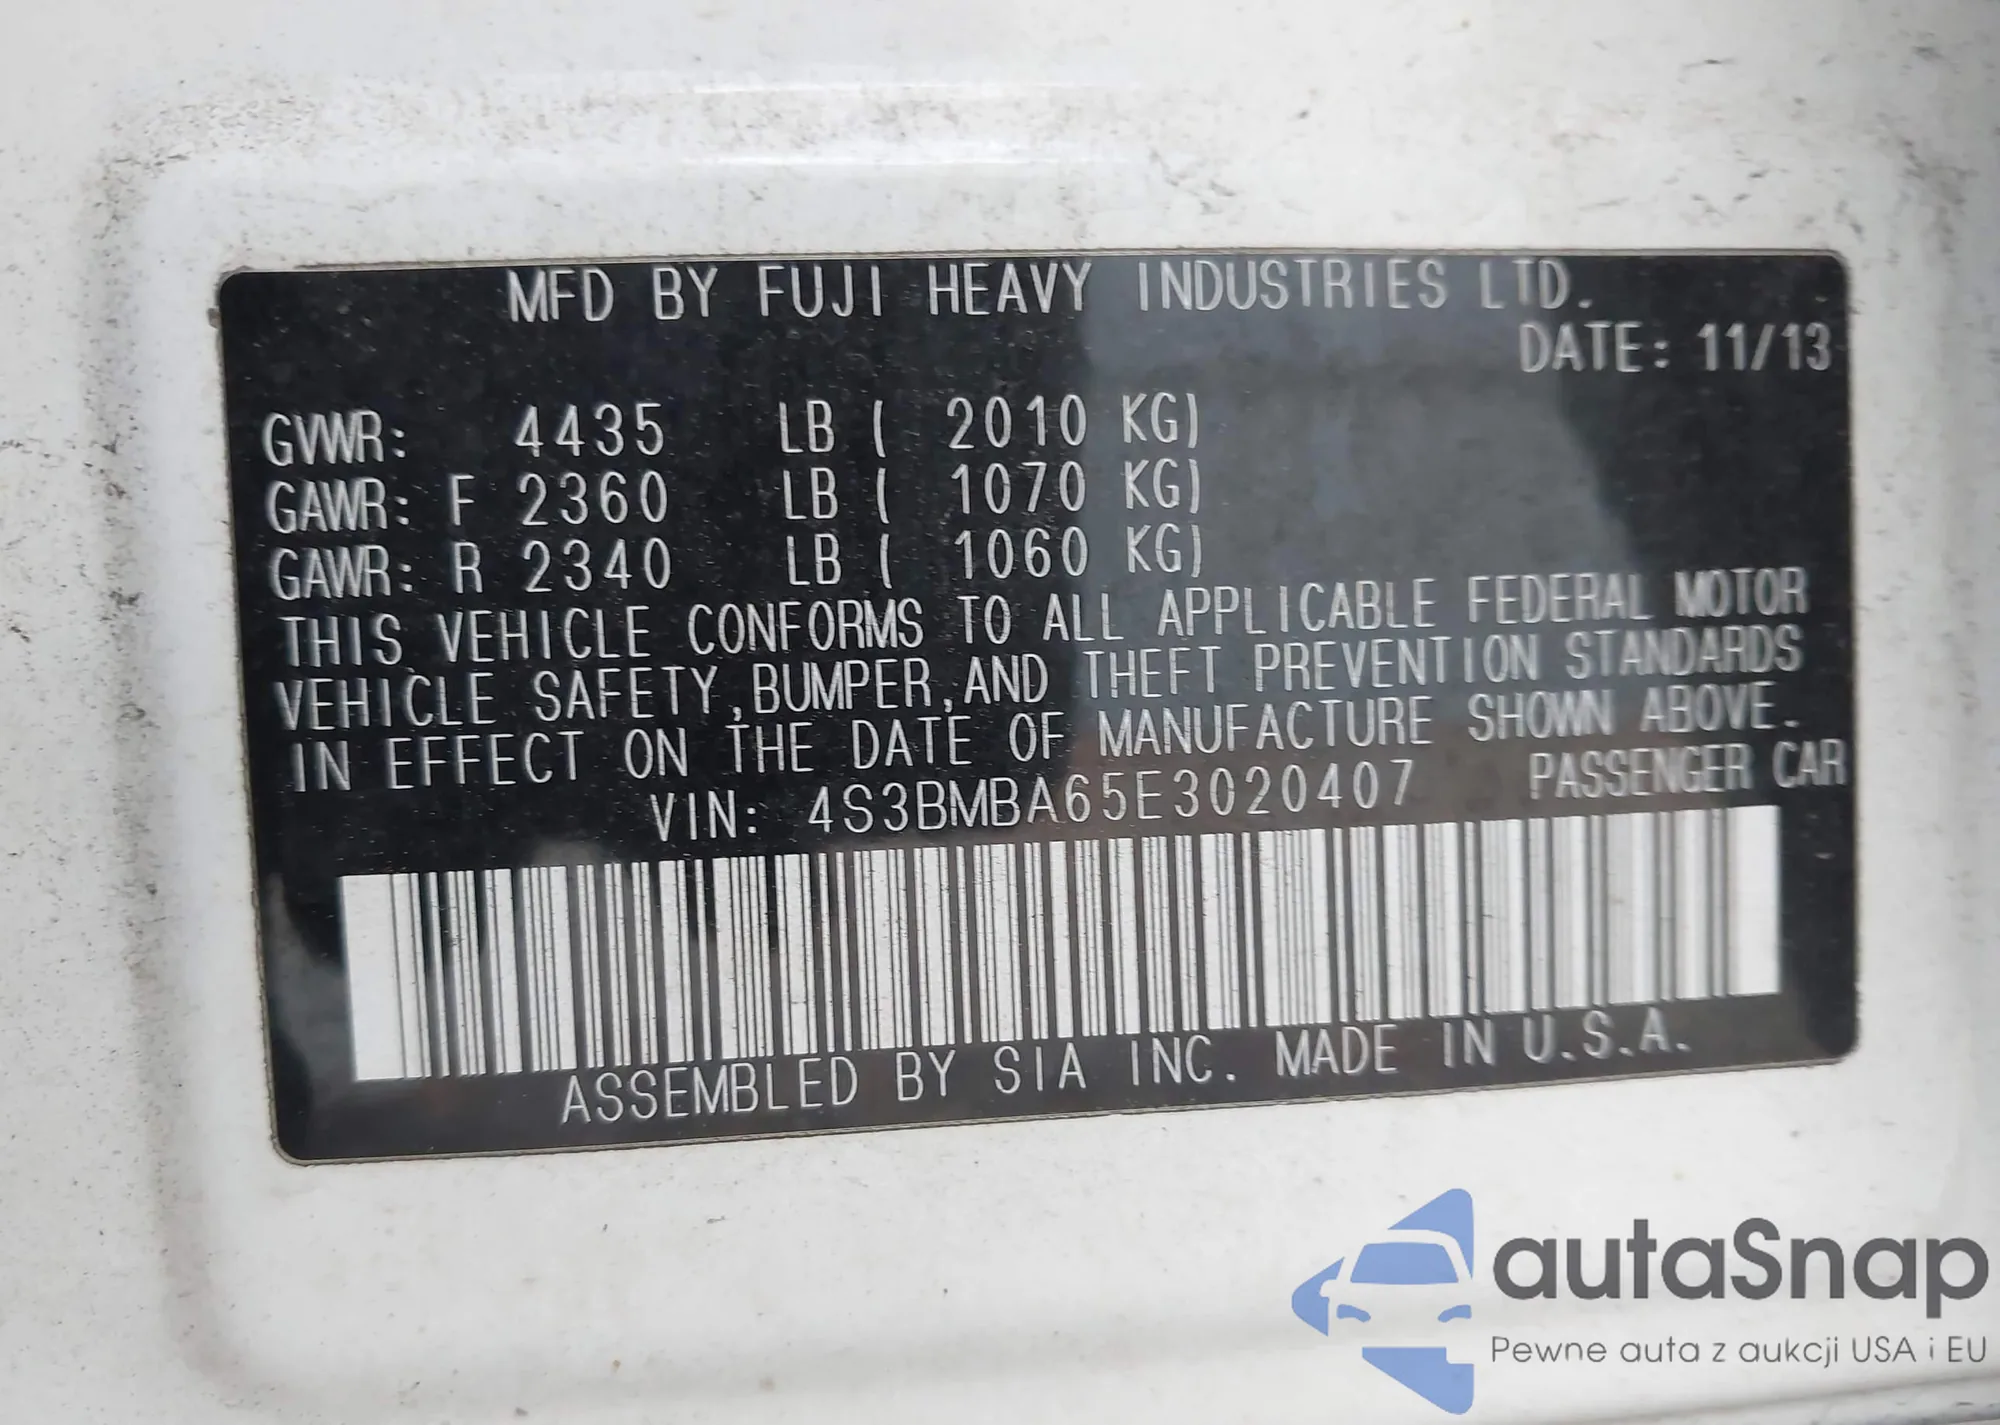 MFD BY FUJI HEAVY INDUSTRIES LTD.
DATE: 11/13
GVWR: 4435 LB ( 2010 KG)
GAWR: F 2360 LB ( 1070 KG)
GAWR: R 2340 LB ( 1060 KG)
THIS VEHICLE CONFORMS TO ALL APPLICABLE FEDERAL MOTOR
VEHICLE SAFETY,BUMPER,AND THEFT PREVENTION STANDARDS
IN EFFECT ON THE DATE OF MANUFACTURE SHOWN ABOVE.
VIN: 4S3BMBA65E3020407 PASSENGER CAR
ASSEMBLED BY SIA INC. MADE IN U.S.A.
autaSnap
Pewne auta z aukcji USA i EU